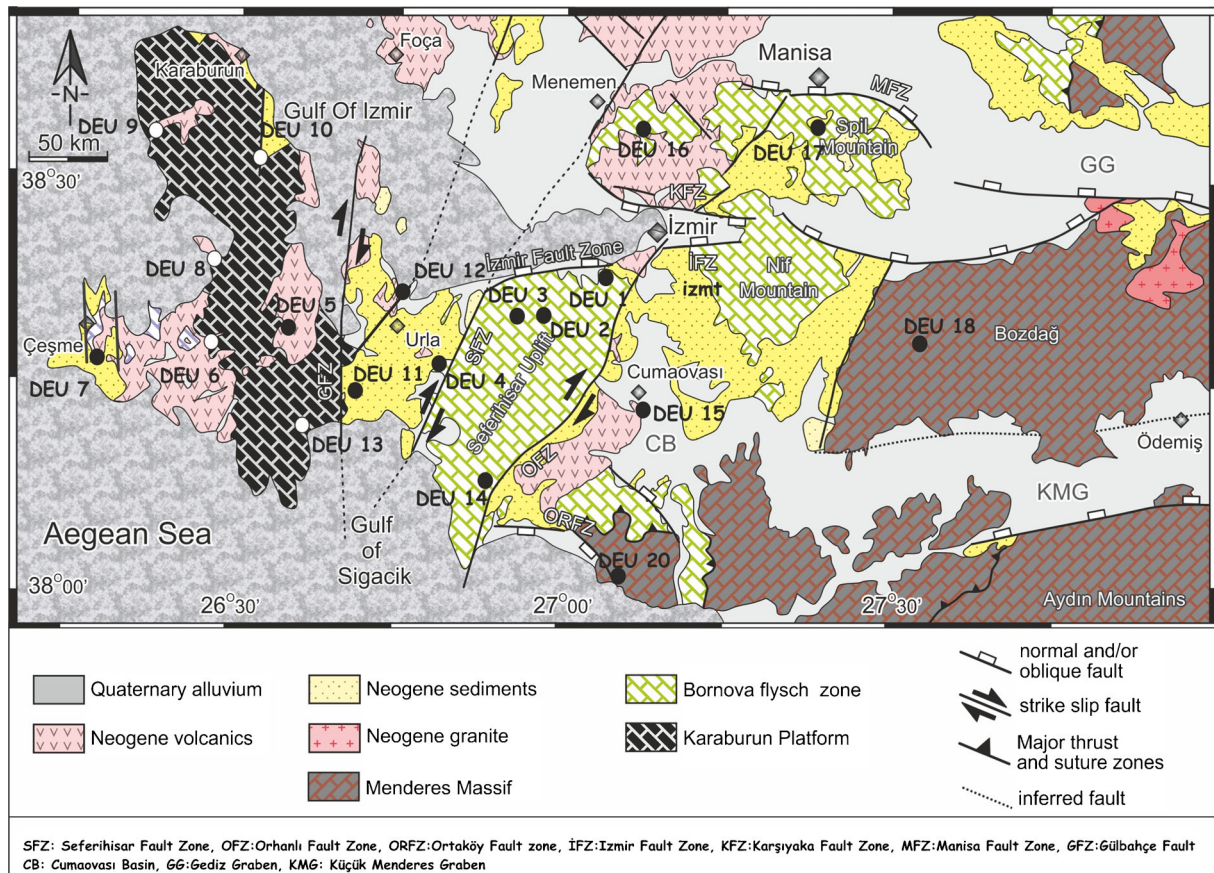 Foça
Manisa
Karaburun
-N-
Menemen
MFZ
Gulf Of Izmir
DEU 9
DEU 10
50 km
DEU 16
DEU 17
Spil
Mountain
38°30'
GG
KFZ
İzmir
İzmir Fault Zone
DEU 8
DEU 12
İFZ
izmt
Nif
Mountain
DEU 3
DEU 1
DEU 5
DEU 2
DEU 18
Bozdağ
Çeşme
Urla
SFZ
DEU 6
GFZ
DEU 11
DEU 4
Cumaovası
DEU 7
Seferihisar Uplift
DEU 15
DEU 13
CB
Ödemiş
OFZ
DEU 14
KMG
Aegean Sea
Gulf
of
Sigacik
ORFZ
DEU 20
38°00'
26°30'
27°00'
27°30'
Aydın Mountains
Quaternary alluvium
Neogene sediments
Bornova flysch zone
normal and/or
oblique fault
Neogene volcanics
Neogene granite
Karaburun Platform
strike slip fault
Menderes Massif
Major thrust
and suture zones
inferred fault
SFZ: Seferihisar Fault Zone, OFZ:Orhanlı Fault Zone, ORFZ:Ortaköy Fault zone, İFZ:Izmir Fault Zone, KFZ:Karşıyaka Fault Zone, MFZ:Manisa Fault Zone, GFZ:Gülbahçe Fault
CB: Cumaovası Basin, GG:Gediz Graben, KMG: Küçük Menderes Graben